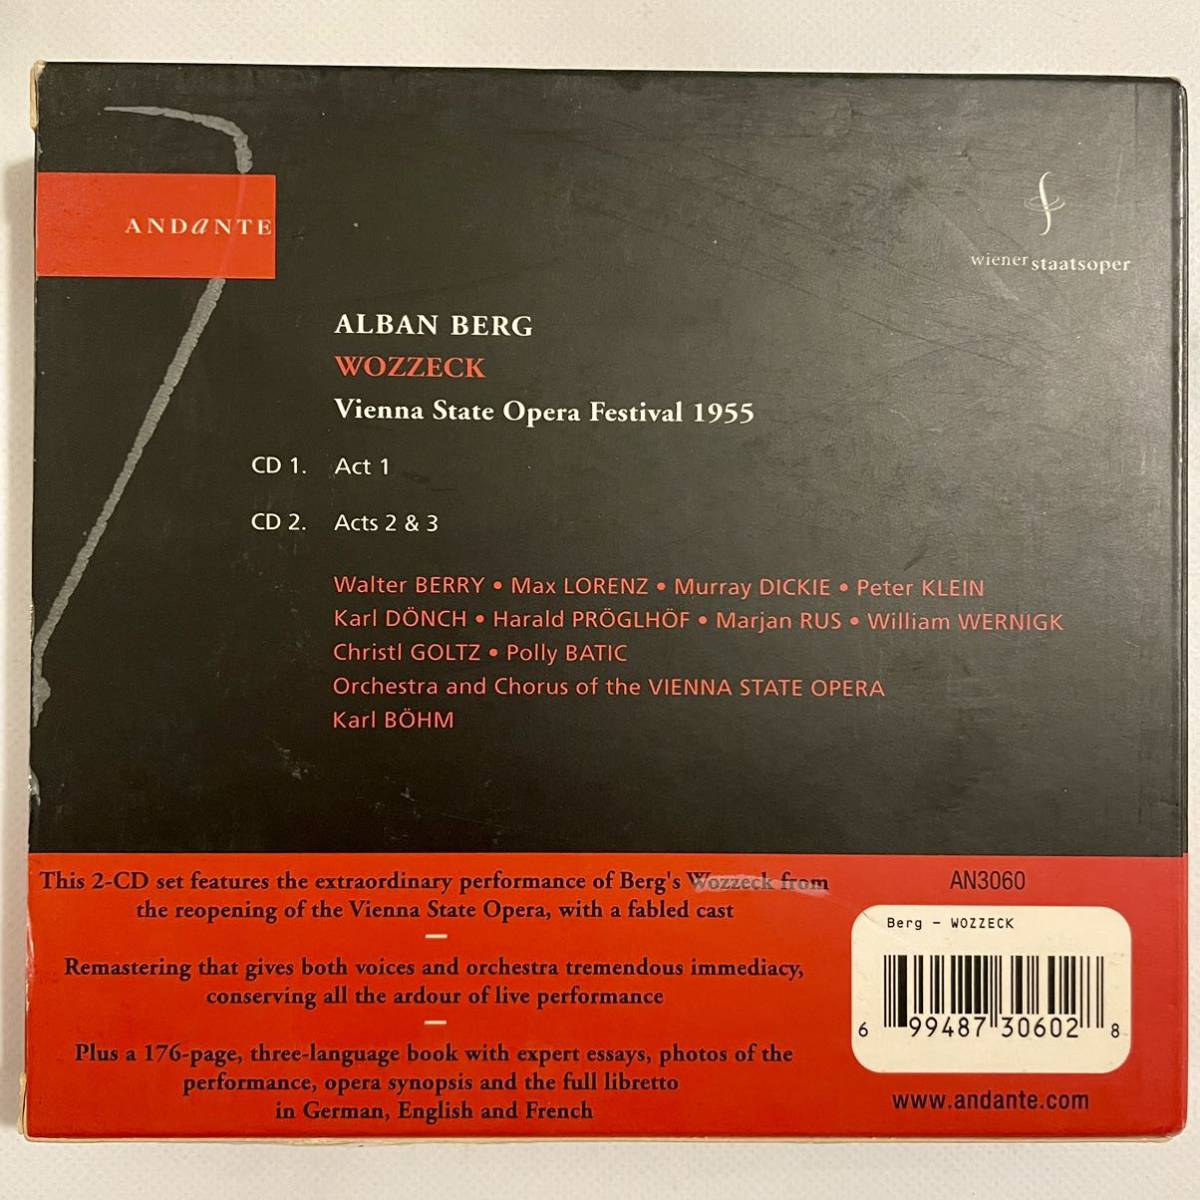 ANDaNTE
wiener staatsoper
ALBAN BERG
WOZZECK
Vienna State Opera Festival 1955
CD 1. Act 1
CD 2. Acts 2 & 3
Walter BERRY • Max LORENZ • Murray DICKIE • Peter KLEIN
Karl DÖNCH • Harald PRÖGLHÖF • Marjan RUS • William WERNIGK
Christl GOLTZ • Polly BATIC
Orchestra and Chorus of the VIENNA STATE OPERA
Karl BÖHM
This 2-CD set features the extraordinary performance of Berg's Wozzeck from
the reopening of the Vienna State Opera, with a fabled cast
Remastering that gives both voices and orchestra tremendous immediacy,
conserving all the ardour of live performance
Plus a 176-page, three-language book with expert essays, photos of the
performance, opera synopsis and the full libretto
in German, English and French
AN3060
Berg - WOZZECK
6 99487 30602 8
www.andante.com